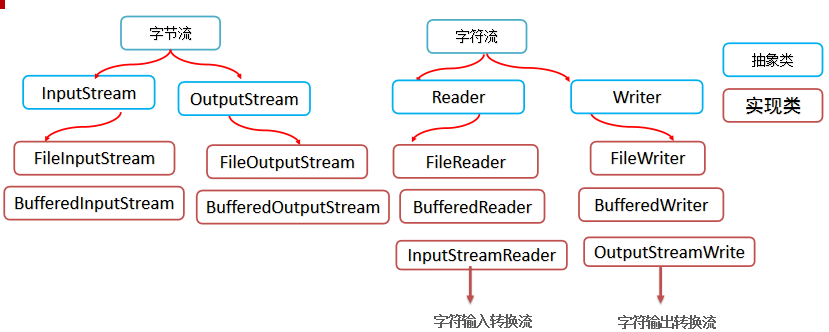 字节流
字符流
抽象类
InputStream
OutputStream
Reader
Writer
实现类
FileInputStream
FileOutputStream
FileReader
FileWriter
BufferedInputStream
BufferedOutputStream
BufferedReader
BufferedWriter
InputStreamReader
OutputStreamWrite
字符输入转换流
字符输出转换流